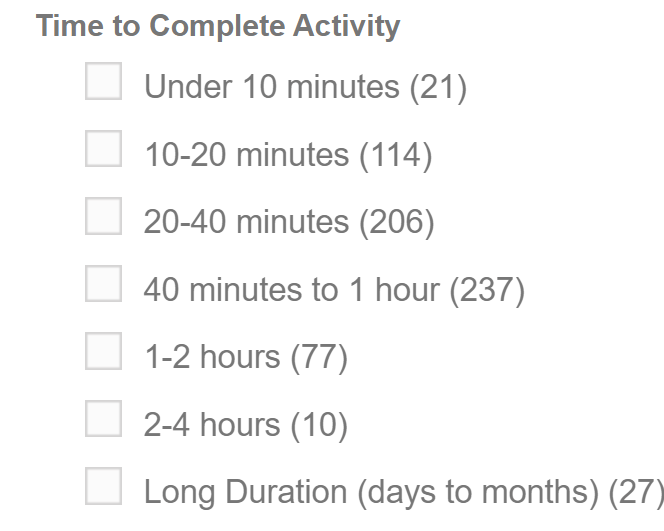 Time to Complete Activity
Under 10 minutes (21)
10-20 minutes (114)
20-40 minutes (206)
40 minutes to 1 hour (237)
1-2 hours (77)
2-4 hours (10)
Long Duration (days to months) (27)